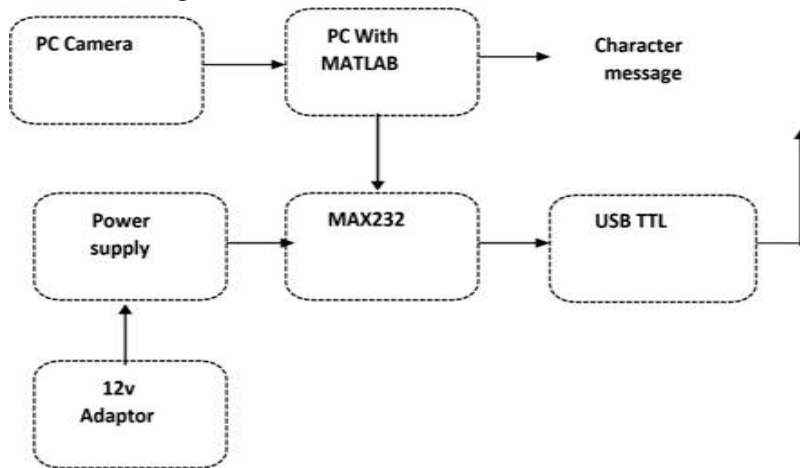 PC Camera
PC With
MATLAB
Character
message
Power
supply
MAX232
USB TTL
12v
Adaptor